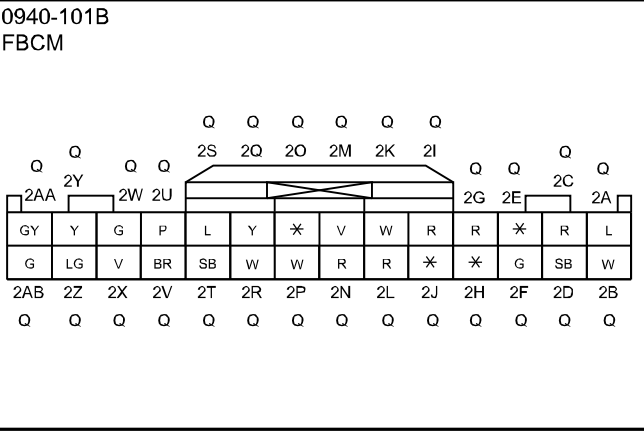 0940-101B
FBCM
Q Q Q Q Q Q
2S 2Q 2O 2M 2K 2I
Q Q Q Q Q Q Q Q
2AA 2Y 2W 2U 2G 2E 2C 2A
GY Y G P L Y * V W R R * R L
G LG V BR SB W W R R * * G SB W
2AB 2Z 2X 2V 2T 2R 2P 2N 2L 2J 2H 2F 2D 2B
Q Q Q Q Q Q Q Q Q Q Q Q Q Q